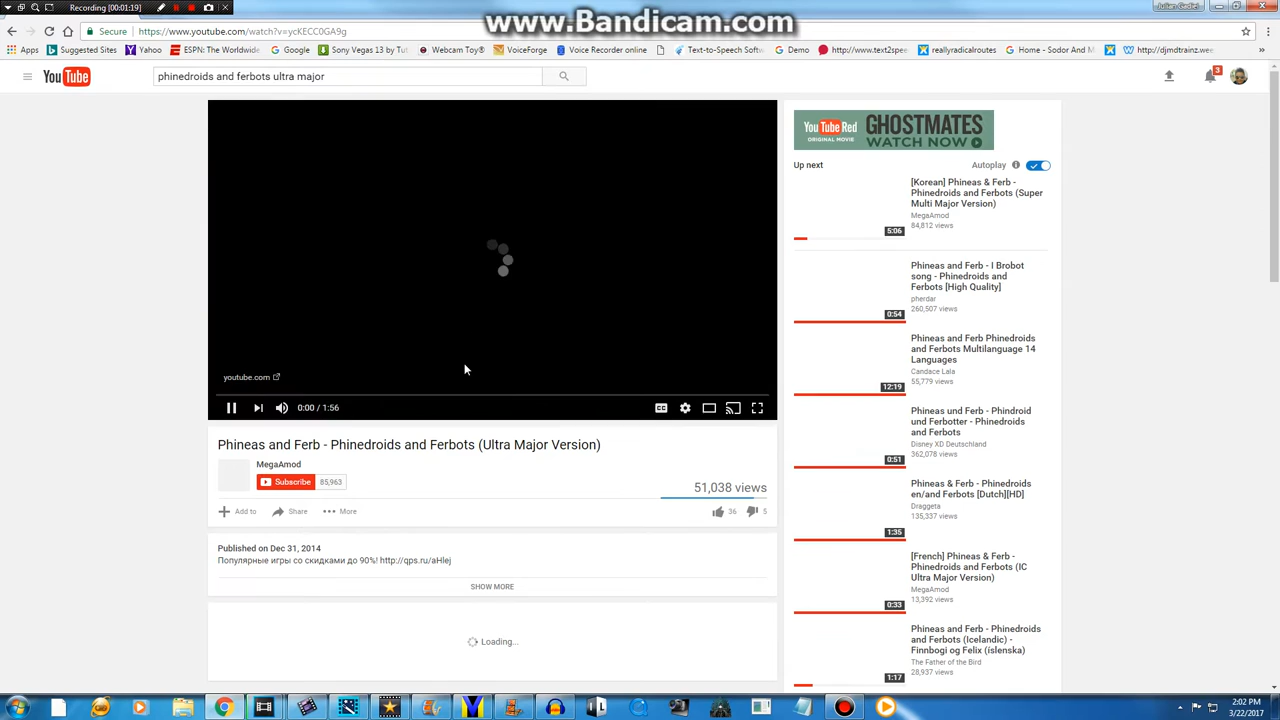 Recording [00:01:19]
www.Bandicam.com
Secure
https://www.youtube.com/watch?v=ycKECC0GA9g
Apps
Suggested Sites
Yahoo
ESPN: The Worldwide
Google
Sony Vegas 13 by Tut
Webcam Toy®
VoiceForge
Voice Recorder online
Text-to-Speech Softw
Demo
http://www.text2spee
reallyradicalroutes
Home - Sodor And M
http://djmdtrainz.wee
YouTube
phinedroids and ferbots ultra major
3
YouTube Red
ORIGINAL MOVIE
GHOSTMATES
WATCH NOW
Up next
Autoplay
[Korean] Phineas & Ferb -
Phinedroids and Ferbots (Super
Multi Major Version)
MegaAmod
84,812 views
5:06
Phineas and Ferb - I Brobot
song - Phinedroids and
Ferbots [High Quality]
pherdar
260,507 views
0:54
Phineas and Ferb Phinedroids
and Ferbots Multilanguage 14
Languages
Candace Lala
55,779 views
12:19
Phineas und Ferb - Phindroid
und Ferbotter - Phinedroids
and Ferbots
Disney XD Deutschland
362,078 views
0:51
Phineas & Ferb - Phinedroids
en/and Ferbots [Dutch][HD]
Draggeta
135,337 views
1:35
[French] Phineas & Ferb -
Phinedroids and Ferbots (IC
Ultra Major Version)
MegaAmod
13,392 views
0:33
Phineas and Ferb - Phinedroids
and Ferbots (Icelandic) -
Finnbogi og Felix (íslenska)
The Father of the Bird
28,937 views
1:17
youtube.com
0:00 / 1:56
CC
Phineas and Ferb - Phinedroids and Ferbots (Ultra Major Version)
MegaAmod
Subscribe
85,963
51,038 views
Add to
Share
More
36
5
Published on Dec 31, 2014
Популярные игры со скидками до 90%! http://qps.ru/aHlej
SHOW MORE
Loading...
2:02 PM
3/22/2017